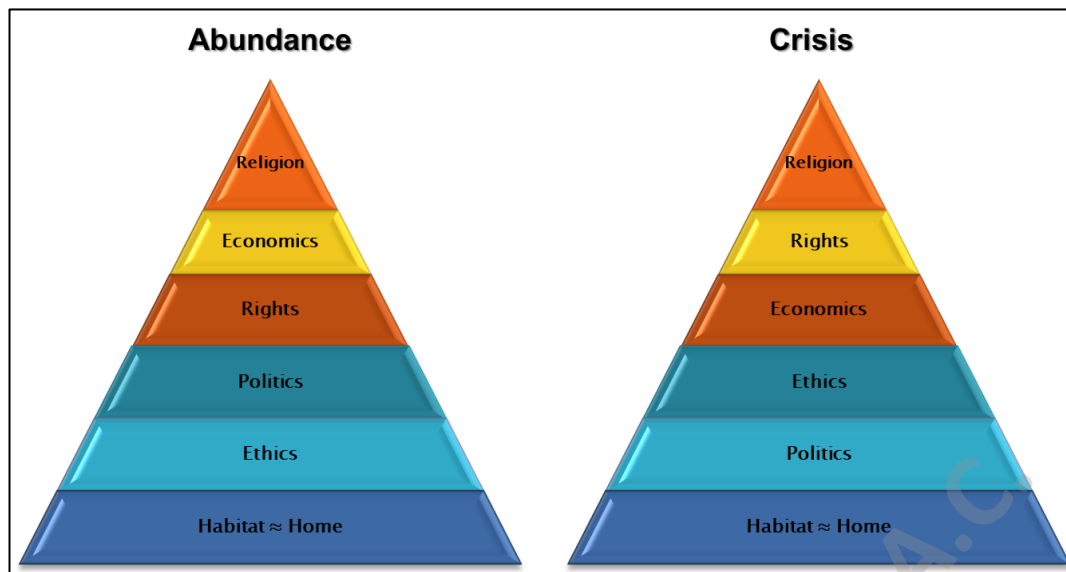 Abundance
Religion
Economics
Rights
Politics
Ethics
Habitat ≈ Home
Crisis
Religion
Rights
Economics
Ethics
Politics
Habitat ≈ Home
A.C.